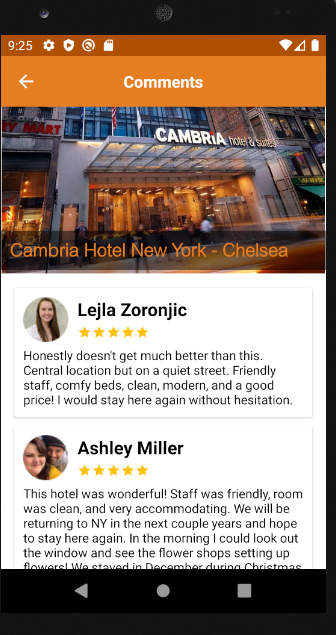 9:25
Comments
RY MART
CAMBRIA hotel & suites
Cambria Hotel New York - Chelsea
Lejla Zoronjic
Honestly doesn't get much better than this.
Central location but on a quiet street. Friendly
staff, comfy beds, clean, modern, and a good
price! I would stay here again without hesitation.
Ashley Miller
This hotel was wonderful! Staff was friendly, room
was clean, and very accommodating. We will be
returning to NY in the next couple years and hope
to stay here again. In the morning I could look out
the window and see the flower shops setting up
flowers! We stayed in December during Christmas